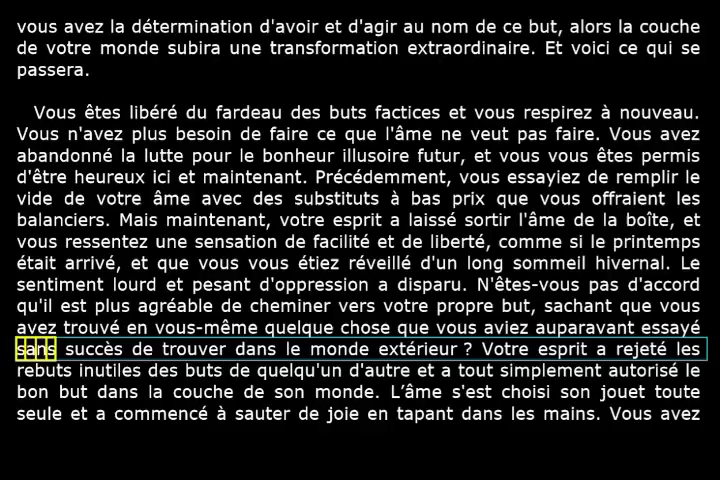 vous avez la détermination d'avoir et d'agir au nom de ce but, alors la couche
de votre monde subira une transformation extraordinaire. Et voici ce qui se
passera.
Vous êtes libéré du fardeau des buts factices et vous respirez à nouveau.
Vous n'avez plus besoin de faire ce que l'âme ne veut pas faire. Vous avez
abandonné la lutte pour le bonheur illusoire futur, et vous vous êtes permis
d'être heureux ici et maintenant. Précédemment, vous essayiez de remplir le
vide de votre âme avec des substituts à bas prix que vous offraient les
balanciers. Mais maintenant, votre esprit a laissé sortir l'âme de la boîte, et
vous ressentez une sensation de facilité et de liberté, comme si le printemps
était arrivé, et que vous vous étiez réveillé d'un long sommeil hivernal. Le
sentiment lourd et pesant d'oppression a disparu. N'êtes-vous pas d'accord
qu'il est plus agréable de cheminer vers votre propre but, sachant que vous
avez trouvé en vous-même quelque chose que vous aviez auparavant essayé
sans succès de trouver dans le monde extérieur ? Votre esprit a rejeté les
rebuts inutiles des buts de quelqu'un d'autre et a tout simplement autorisé le
bon but dans la couche de son monde. L’âme s'est choisi son jouet toute
seule et a commencé à sauter de joie en tapant dans les mains. Vous avez